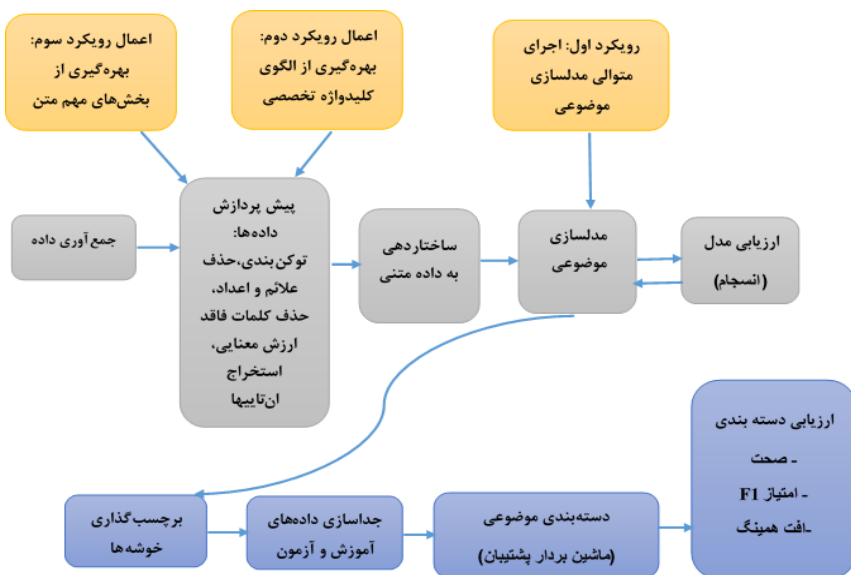 اعمال رویکرد سوم:
بهره‌گیری از
بخش‌های مهم متن
اعمال رویکرد دوم:
بهره‌گیری از الگوی
کلیدواژه تخصصی
رویکرد اول: اجرای
متوالی مدلسازی
موضوعی
جمع آوری داده
پیش پردازش
داده‌ها:
توکن‌بندی،حذف
علائم و اعداد،
حذف کلمات فاقد
ارزش معنایی،
استخراج
ان‌تاییها
ساختاردهی
به داده متنی
مدلسازی
موضوعی
ارزیابی مدل
(انسجام)
برچسب‌گذاری
خوشه‌ها
جداسازی داده‌های
آموزش و آزمون
دسته‌بندی موضوعی
(ماشین بردار پشتیبان)
ارزیابی دسته بندی
- صحت
- امتیاز F1
-افت همینگ